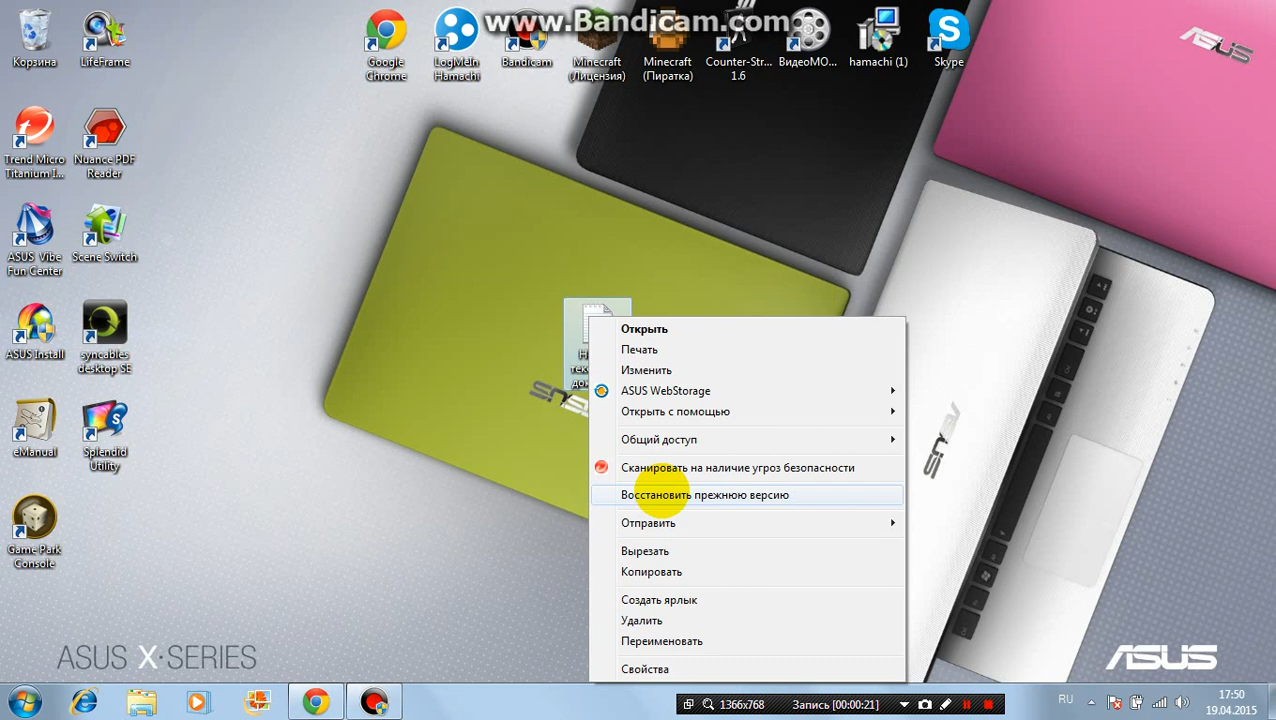 www.Bandicam.com
Корзина
LifeFrame
Google
Chrome
LogMeIn
Hamachi
Bandicam
Minecraft
(Лицензия)
Minecraft
(Пиратка)
Counter-Str...
1.6
ВидеоМО...
hamachi (1)
Skype
ASUS
Trend Micro
Titanium I...
Nuance PDF
Reader
ASUS Vibe
Fun Center
Scene Switch
ASUS Install
syncables
desktop SE
eManual
Splendid
Utility
Game Park
Console
ASUS
Открыть
Печать
Изменить
ASUS WebStorage
Открыть с помощью
Общий доступ
Сканировать на наличие угроз безопасности
Восстановить прежнюю версию
Отправить
Вырезать
Копировать
Создать ярлык
Удалить
Переименовать
Свойства
ASUS X·SERIES
ASUS
1366x768
Запись [00:00:21]
RU
17:50
19.04.2015